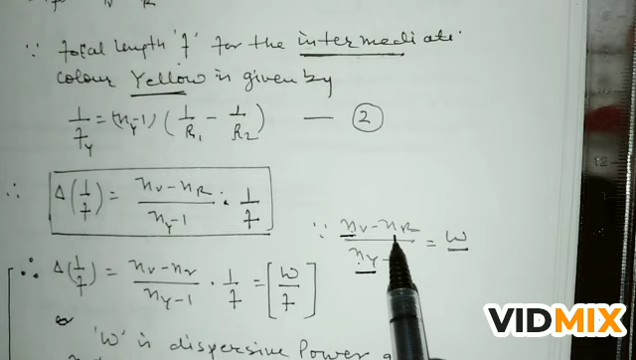 ∵ focal length 'f' for the intermediate
colour Yellow is given by
1/f_Y = (n_Y-1) (1/R₁ - 1/R₂) — ②
∴ Δ(1/f) = (n_V-n_R)/(n_Y-1) · 1/f
∵ (n_V-n_R)/(n_Y-) = ω
∴ Δ(1/f) = (n_V-n_r)/(n_Y-1) · 1/f = [ω/f]
or
'ω' is dispersive Power
VIDMIX
12